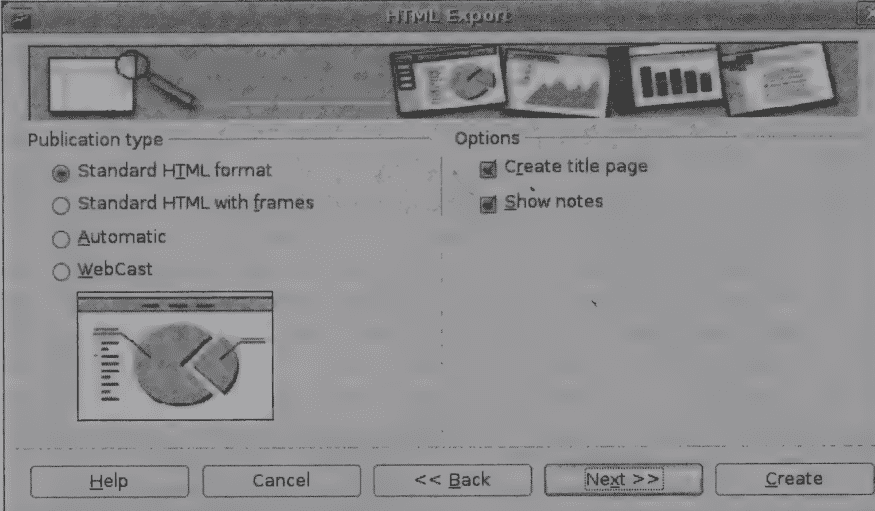 HTML Export
Publication type
Options
Standard HTML format
Create title page
Standard HTML with frames
Show notes
Automatic
WebCast
Help
Cancel
<< Back
Next >>
Create